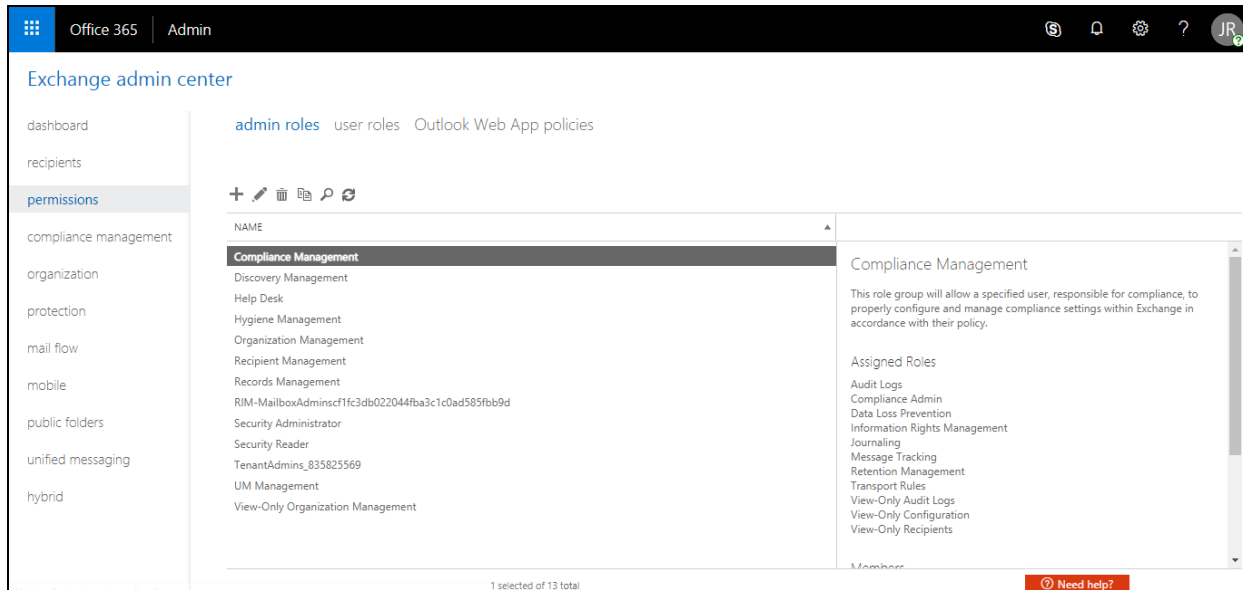 Office 365 Admin
JR
Exchange admin center
dashboard
recipients
permissions
compliance management
organization
protection
mail flow
mobile
public folders
unified messaging
hybrid
admin roles user roles Outlook Web App policies
NAME
Compliance Management
Discovery Management
Help Desk
Hygiene Management
Organization Management
Recipient Management
Records Management
RIM-MailboxAdminscf1fc3db022044fba3c1c0ad585fbb9d
Security Administrator
Security Reader
TenantAdmins_835825569
UM Management
View-Only Organization Management
1 selected of 13 total
Compliance Management
This role group will allow a specified user, responsible for compliance, to
properly configure and manage compliance settings within Exchange in
accordance with their policy.
Assigned Roles
Audit Logs
Compliance Admin
Data Loss Prevention
Information Rights Management
Journaling
Message Tracking
Retention Management
Transport Rules
View-Only Audit Logs
View-Only Configuration
View-Only Recipients
Members
Need help?